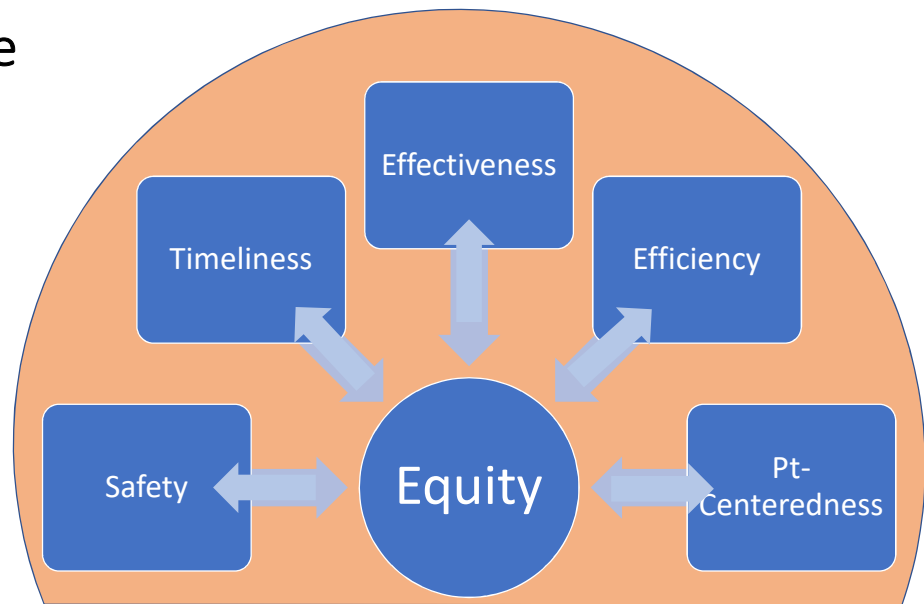 e
Effectiveness
Timeliness
Efficiency
Safety
Equity
Pt-
Centeredness